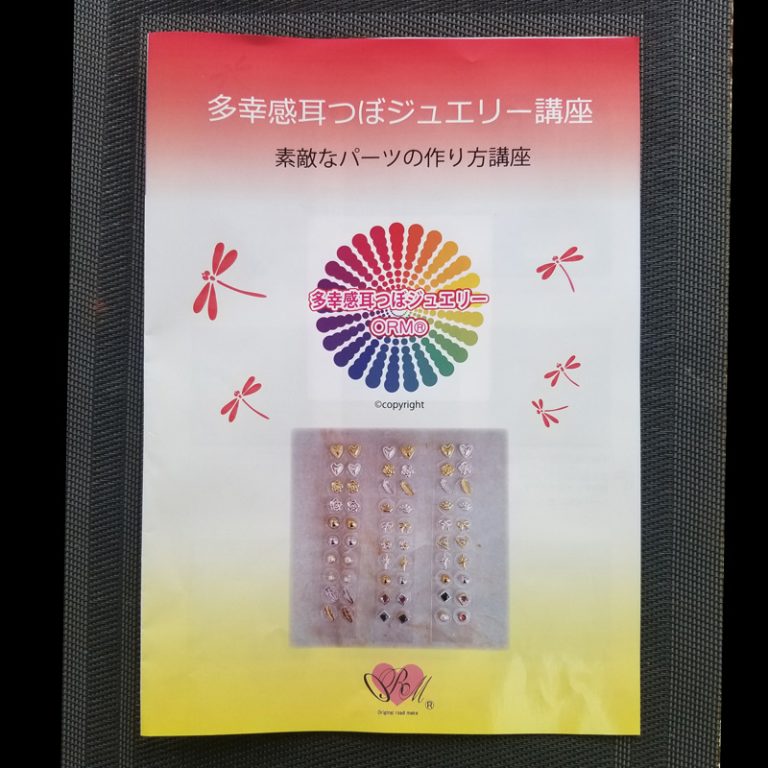 多幸感耳つぼジュエリー講座
素敵なパーツの作り方講座
多幸感耳つぼジュエリー
ORM®
©copyright
ORM®
Original road make